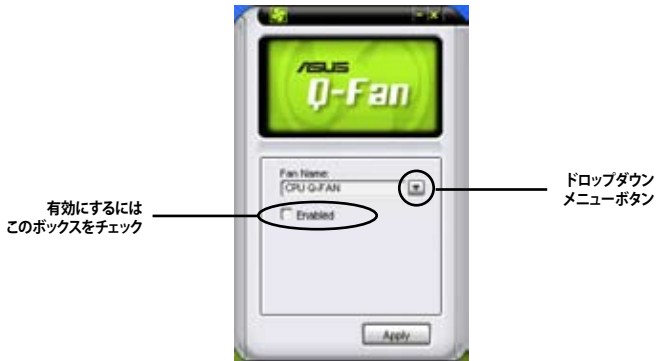 ASUS
Q-Fan
Fan Name:
CPU Q-FAN
Enabled
Apply
ドロップダウン
メニューボタン
有効にするには
このボックスをチェック